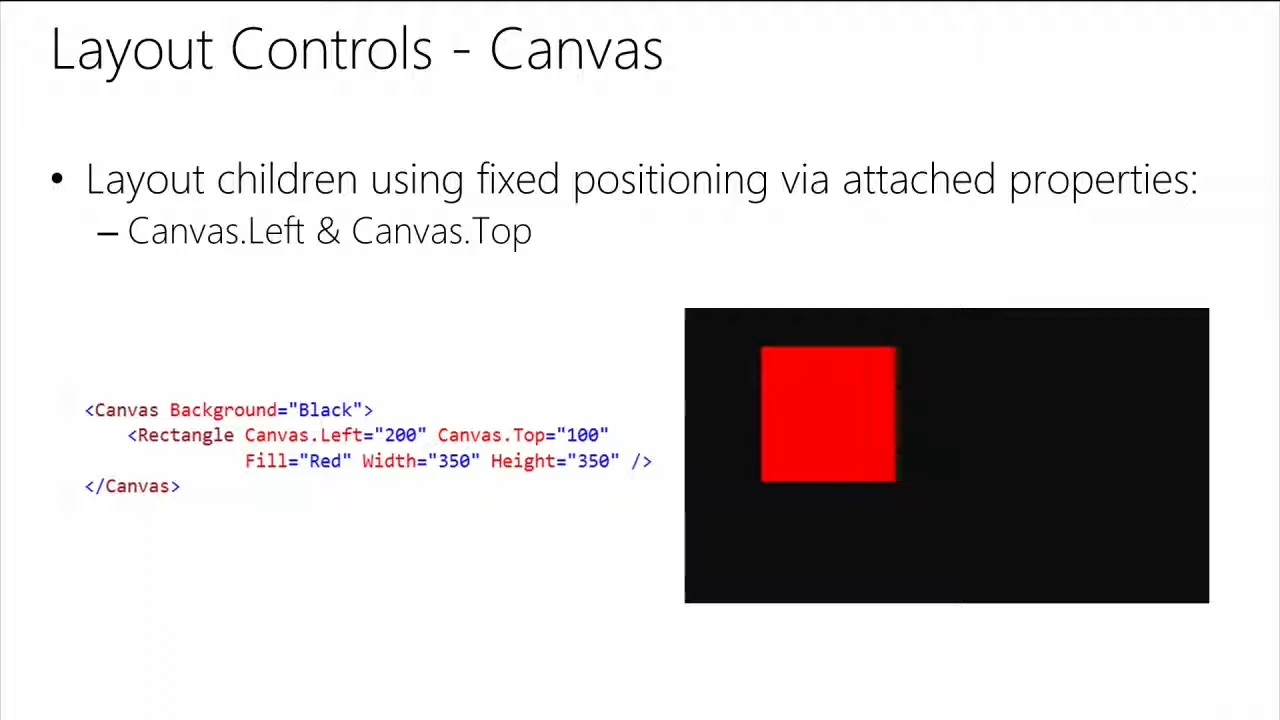 Layout Controls - Canvas
• Layout children using fixed positioning via attached properties:
– Canvas.Left & Canvas.Top
<Canvas Background="Black">
<Rectangle Canvas.Left="200" Canvas.Top="100"
Fill="Red" Width="350" Height="350" />
</Canvas>